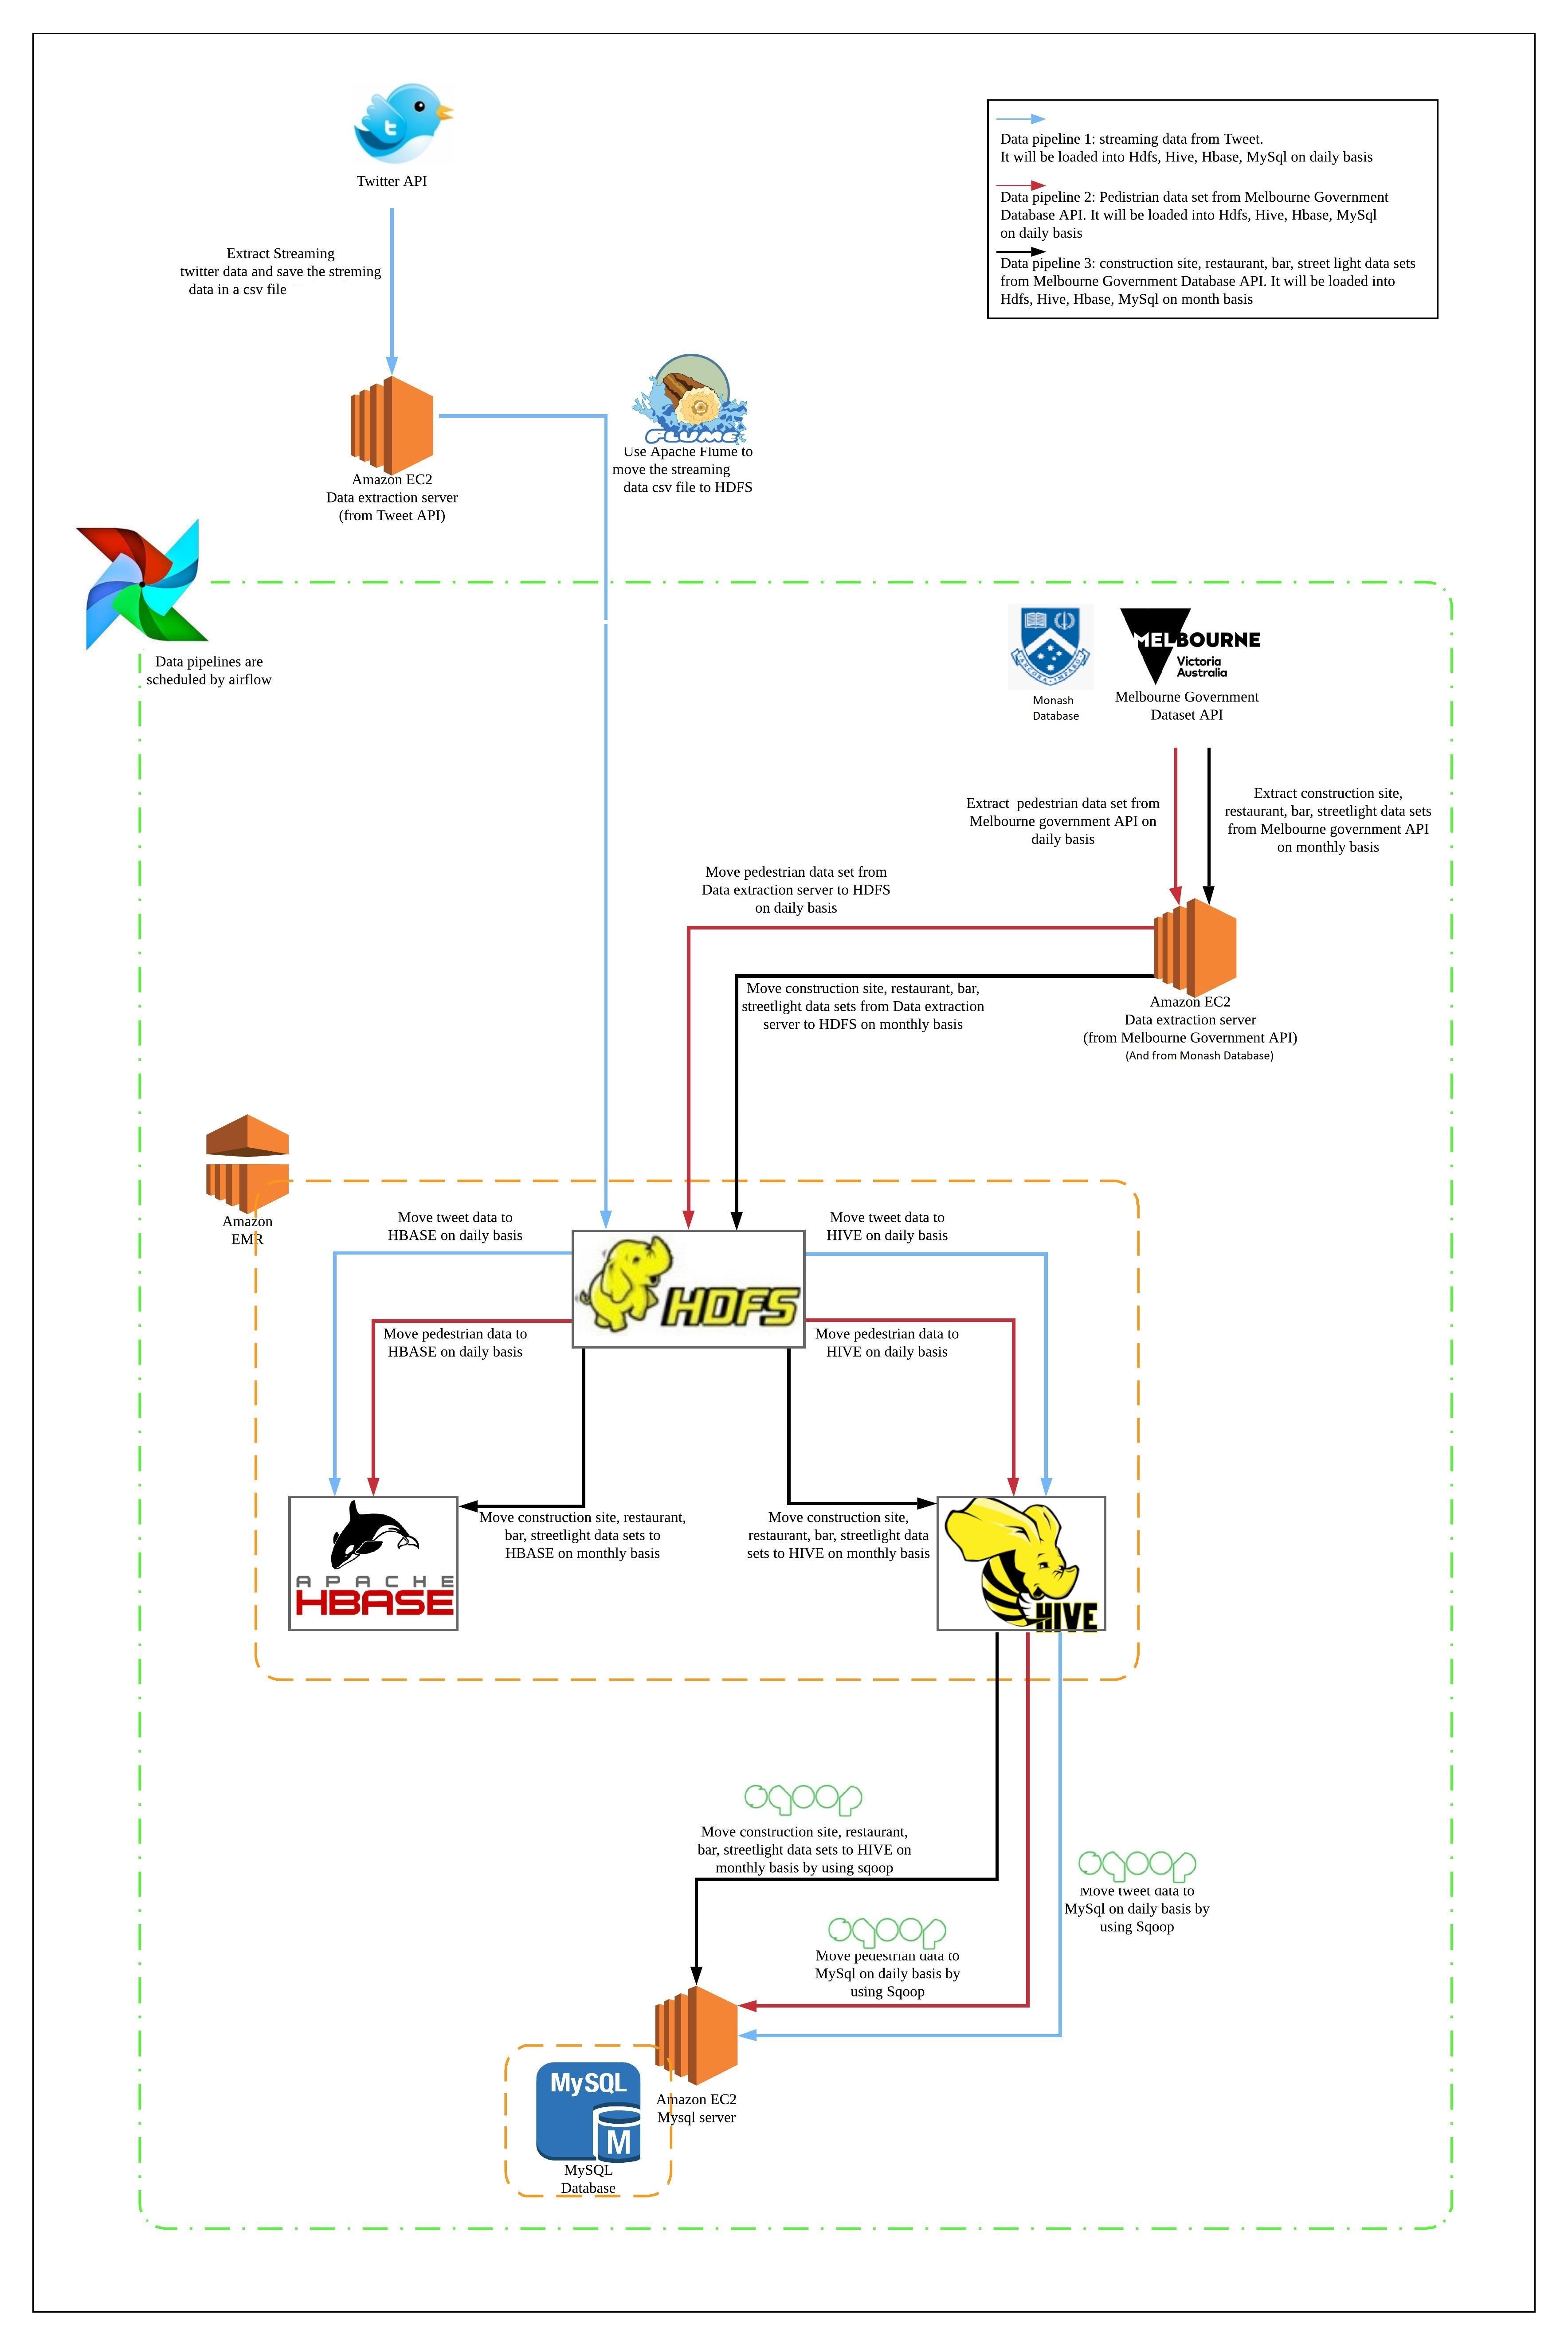 Twitter API
Extract Streaming
twitter data and save the streming
data in a csv file
Data pipeline 1: streaming data from Tweet.
It will be loaded into Hdfs, Hive, Hbase, MySql on daily basis
Data pipeline 2: Pedistrian data set from Melbourne Government
Database API. It will be loaded into Hdfs, Hive, Hbase, MySql
on daily basis
Data pipeline 3: construction site, restaurant, bar, street light data sets
from Melbourne Government Database API. It will be loaded into
Hdfs, Hive, Hbase, MySql on month basis
FLUME
Use Apache Flume to
move the streaming
data csv file to HDFS
Amazon EC2
Data extraction server
(from Tweet API)
Data pipelines are
scheduled by airflow
ANCORA IMPARO
Monash
Database
MELBOURNE
Victoria
Australia
Melbourne Government
Dataset API
Extract pedestrian data set from
Melbourne government API on
daily basis
Extract construction site,
restaurant, bar, streetlight data sets
from Melbourne government API
on monthly basis
Move pedestrian data set from
Data extraction server to HDFS
on daily basis
Move construction site, restaurant, bar,
streetlight data sets from Data extraction
server to HDFS on monthly basis
Amazon EC2
Data extraction server
(from Melbourne Government API)
(And from Monash Database)
Amazon
EMR
Move tweet data to
HBASE on daily basis
HDFS
Move tweet data to
HIVE on daily basis
Move pedestrian data to
HBASE on daily basis
Move pedestrian data to
HIVE on daily basis
APACHE
HBASE
Move construction site, restaurant,
bar, streetlight data sets to
HBASE on monthly basis
Move construction site,
restaurant, bar, streetlight data
sets to HIVE on monthly basis
HIVE
sqoop
Move construction site, restaurant,
bar, streetlight data sets to HIVE on
monthly basis by using sqoop
sqoop
Move tweet data to
MySql on daily basis by
using Sqoop
sqoop
Move pedestrian data to
MySql on daily basis by
using Sqoop
Amazon EC2
Mysql server
MySQL
M
MySQL
Database